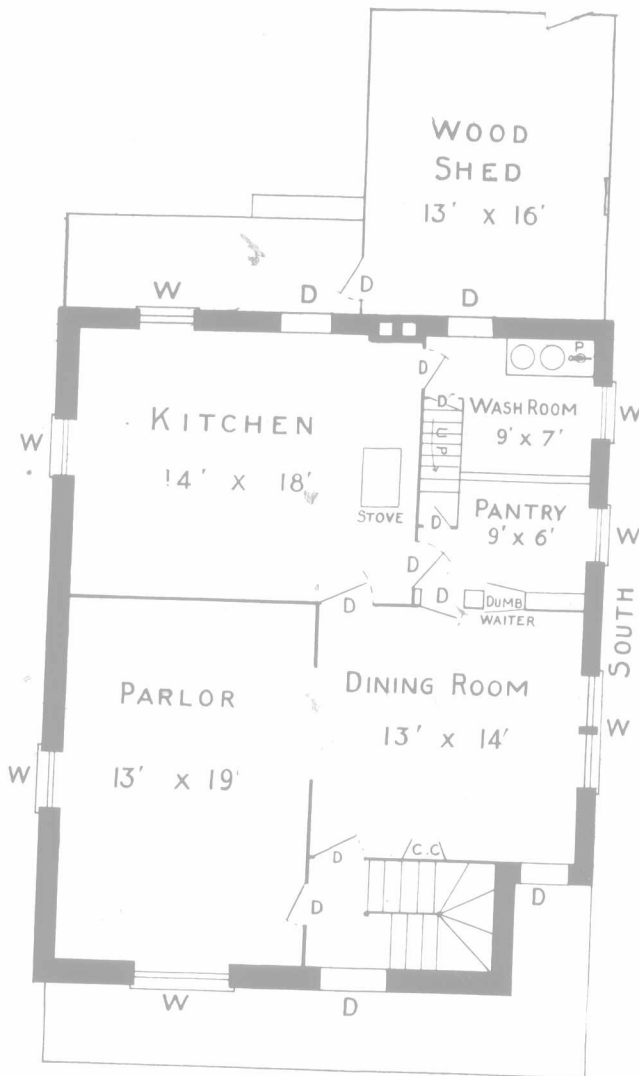 WOOD
SHED
13' x 16'
D
W
D
D
P
D
KITCHEN
14' x 18'
D
UP
WASH ROOM
9' x 7'
W
W
STOVE
PANTRY
9' x 6'
D
W
D
D
D
DUMB
WAITER
SOUTH
PARLOR
13' x 19'
DINING ROOM
13' x 14'
W
W
C.C
D
D
D
W
D